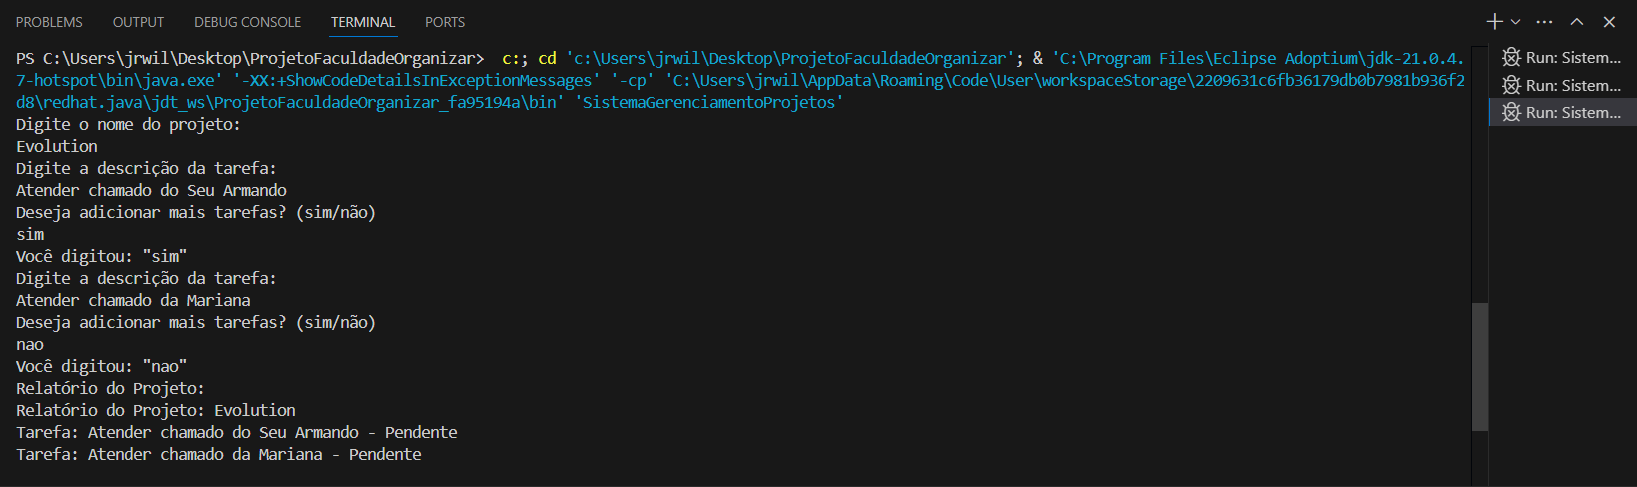 PROBLEMS OUTPUT DEBUG CONSOLE TERMINAL PORTS
PS C:\Users\jrwil\Desktop\ProjetoFaculdadeOrganizar>  c:; cd 'c:\Users\jrwil\Desktop\ProjetoFaculdadeOrganizar'; & 'C:\Program Files\Eclipse Adoptium\jdk-21.0.4.
7-hotspot\bin\java.exe' '-XX:+ShowCodeDetailsInExceptionMessages' '-cp' 'C:\Users\jrwil\AppData\Roaming\Code\User\workspaceStorage\2209631c6fb36179db0b7981b936f2
d8\redhat.java\jdt_ws\ProjetoFaculdadeOrganizar_fa95194a\bin' 'SistemaGerenciamentoProjetos'
Digite o nome do projeto:
Evolution
Digite a descrição da tarefa:
Atender chamado do Seu Armando
Deseja adicionar mais tarefas? (sim/não)
sim
Você digitou: "sim"
Digite a descrição da tarefa:
Atender chamado da Mariana
Deseja adicionar mais tarefas? (sim/não)
nao
Você digitou: "nao"
Relatório do Projeto:
Relatório do Projeto: Evolution
Tarefa: Atender chamado do Seu Armando - Pendente
Tarefa: Atender chamado da Mariana - Pendente
Run: Sistem...
Run: Sistem...
Run: Sistem...